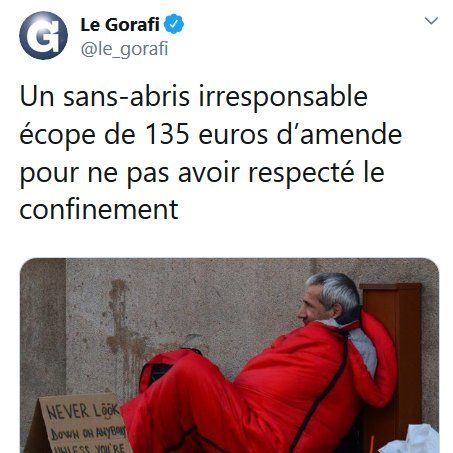 Le Gorafi
@le_gorafi
Un sans-abris irresponsable
écope de 135 euros d’amende
pour ne pas avoir respecté le
confinement
NEVER LOOK
DOWN ON ANYBODY
UNLESS YOU'RE